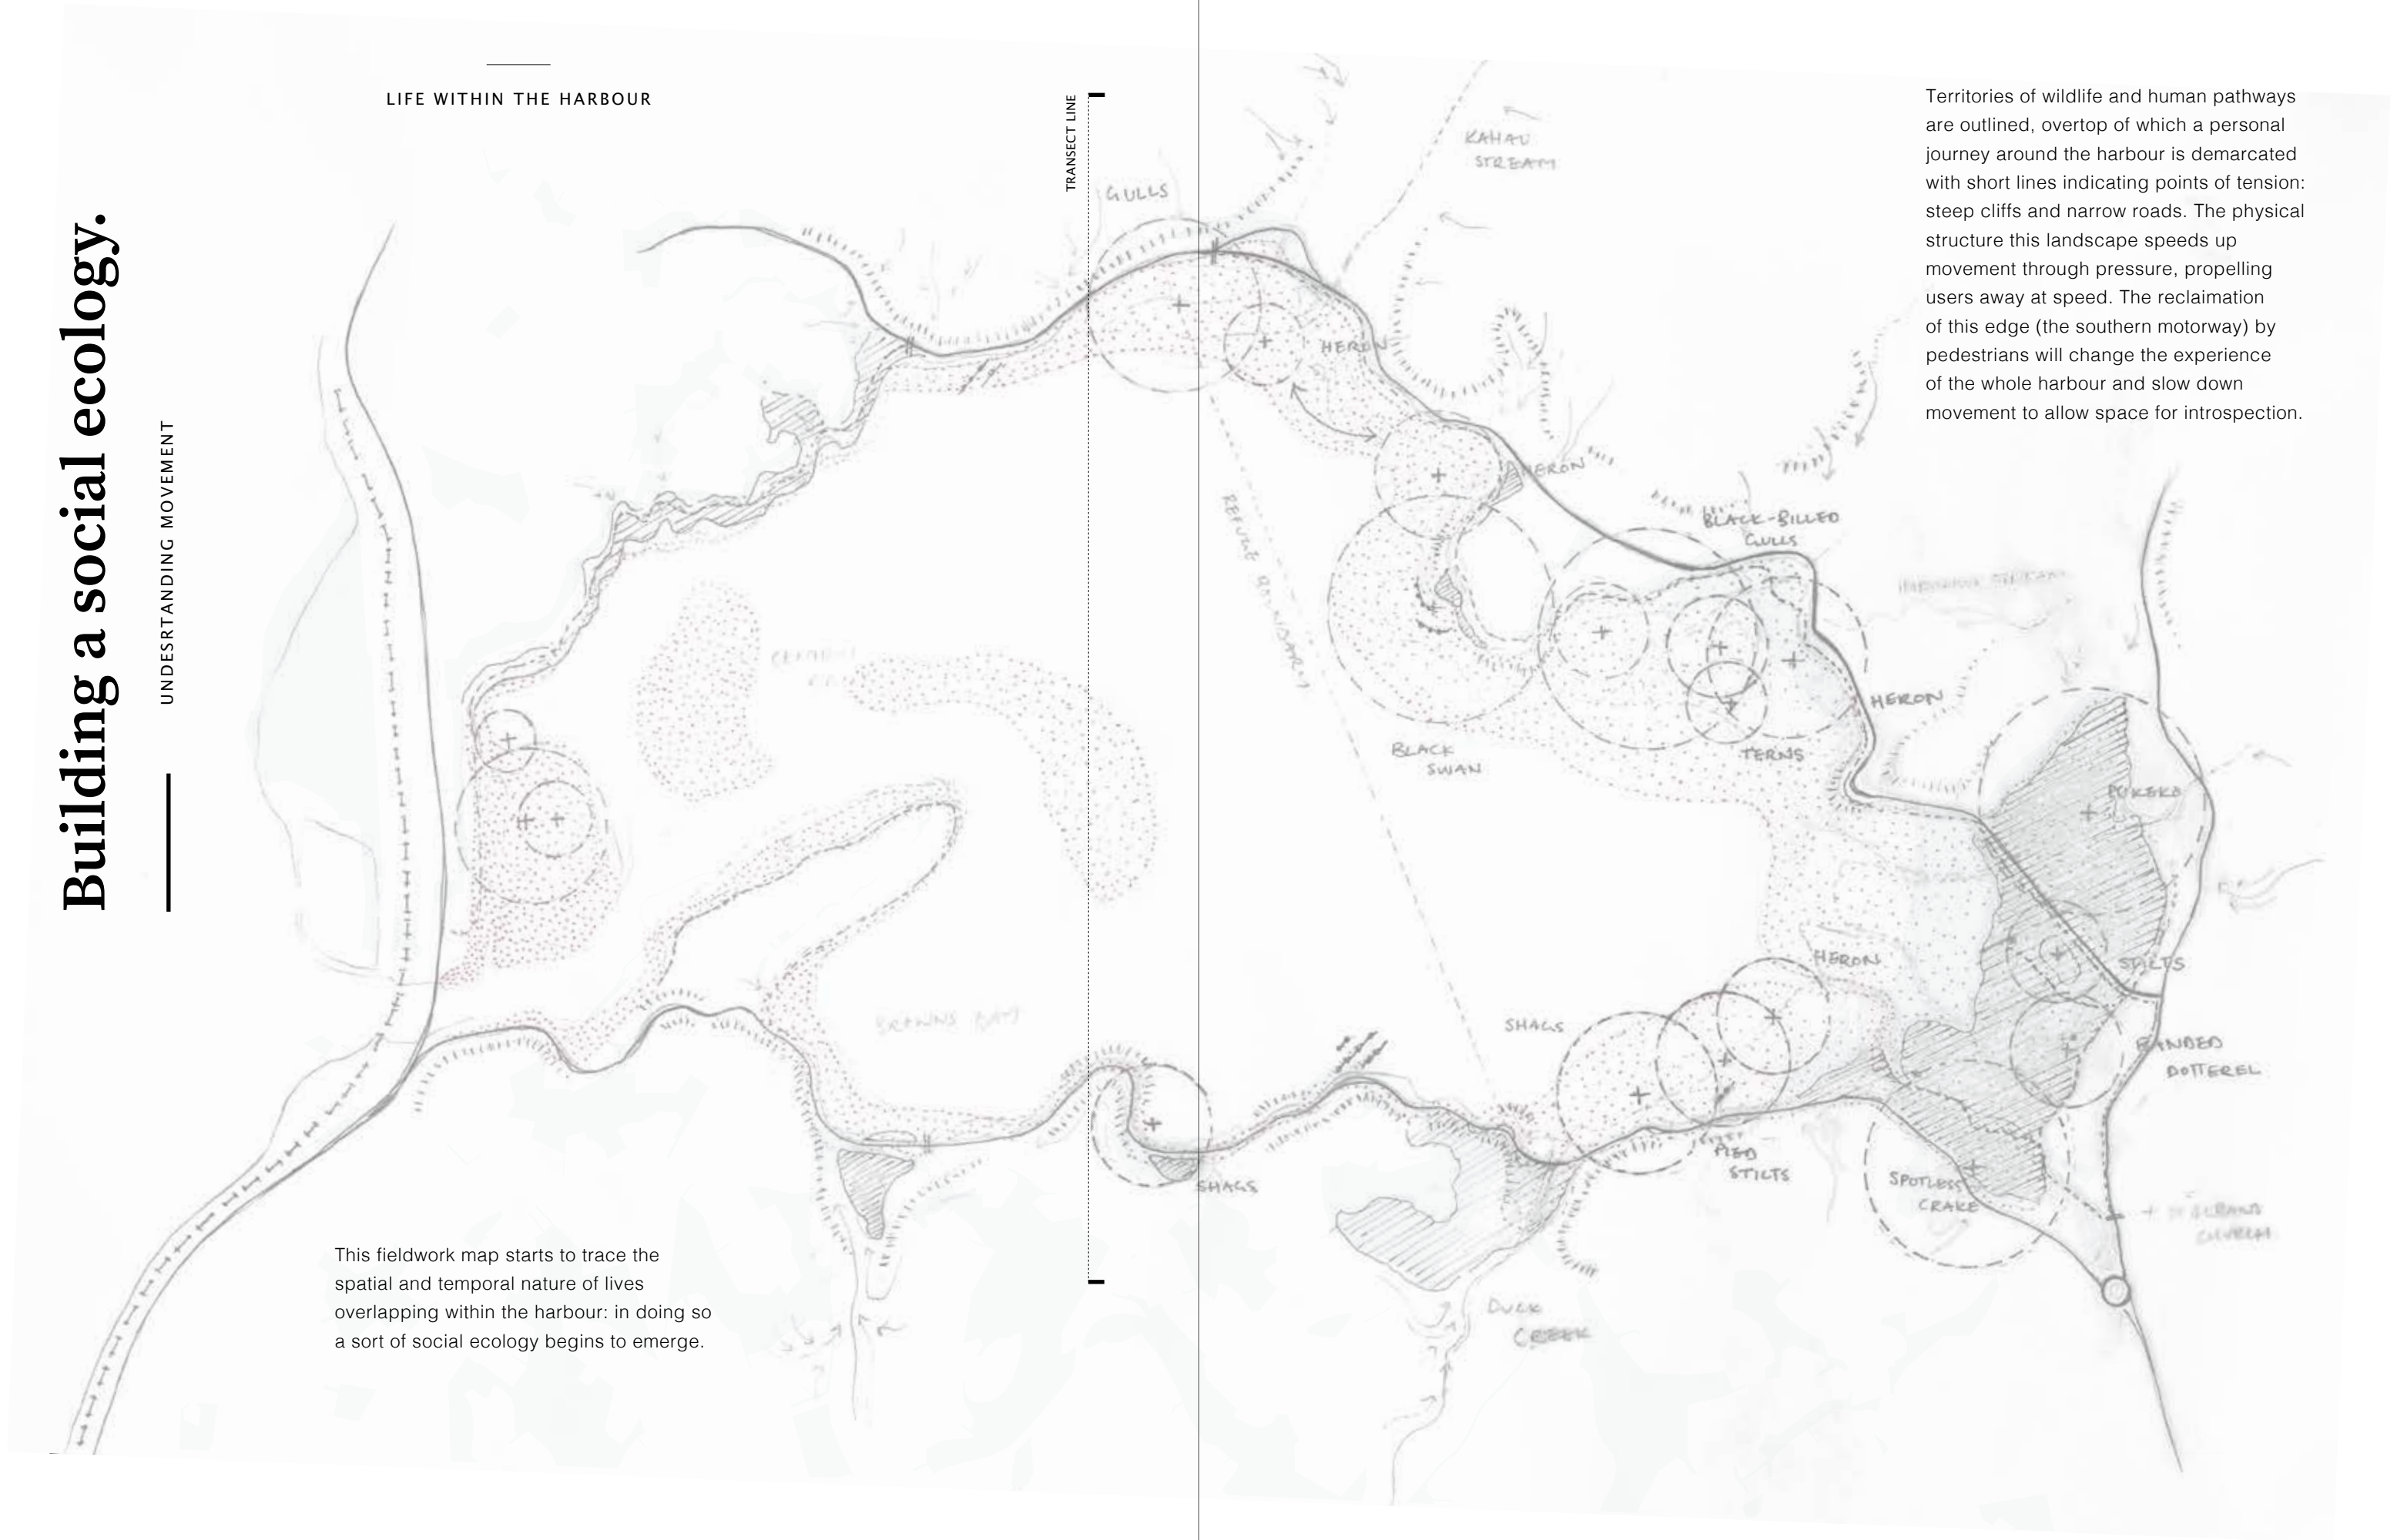 Building a social ecology.
UNDESRTANDING MOVEMENT
LIFE WITHIN THE HARBOUR
TRANSECT LINE
Territories of wildlife and human pathways
are outlined, overtop of which a personal
journey around the harbour is demarcated
with short lines indicating points of tension:
steep cliffs and narrow roads. The physical
structure this landscape speeds up
movement through pressure, propelling
users away at speed. The reclaimation
of this edge (the southern motorway) by
pedestrians will change the experience
of the whole harbour and slow down
movement to allow space for introspection.
KAHAU
STREAM
GULLS
HERON
HERON
BLACK-BILLED
GULLS
REFUGE BOUNDARY
HERON
BLACK
SWAN
TERNS
PUKEKO
HERON
STILTS
SHAGS
BROWNS BAY
BANDED
DOTTEREL
PIED
STILTS
SHAGS
SPOTLESS
CRAKE
CHURCH
DUCK
CREEK
This fieldwork map starts to trace the
spatial and temporal nature of lives
overlapping within the harbour: in doing so
a sort of social ecology begins to emerge.